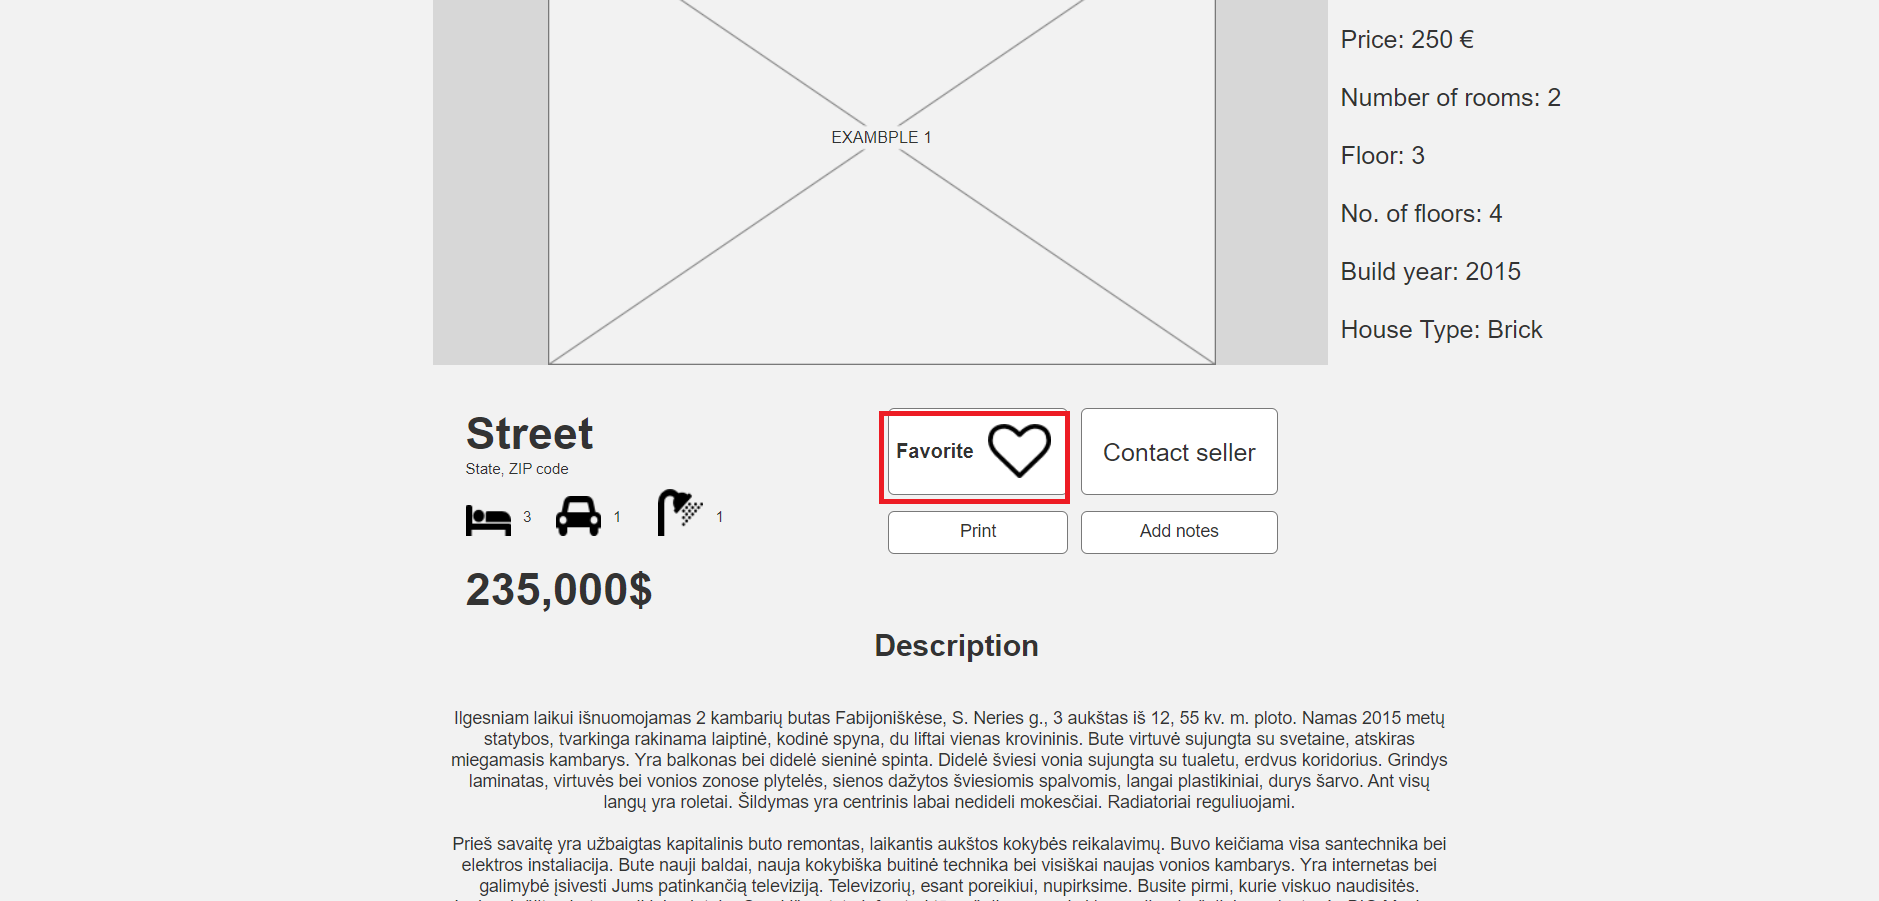 EXAMBPLE 1
Price: 250 €
Number of rooms: 2
Floor: 3
No. of floors: 4
Build year: 2015
House Type: Brick
Street
State, ZIP code
3 1 1
235,000$
Favorite
Contact seller
Print
Add notes
Description
Ilgesniam laikui išnuomojamas 2 kambarių butas Fabijoniškėse, S. Neries g., 3 aukštas iš 12, 55 kv. m. ploto. Namas 2015 metų
statybos, tvarkinga rakinama laiptinė, kodinė spyna, du liftai vienas krovininis. Bute virtuvė sujungta su svetaine, atskiras
miegamasis kambarys. Yra balkonas bei didelė sieninė spinta. Didelė šviesi vonia sujungta su tualetu, erdvus koridorius. Grindys
laminatas, virtuvės bei vonios zonose plytelės, sienos dažytos šviesiomis spalvomis, langai plastikiniai, durys šarvo. Ant visų
langų yra roletai. Šildymas yra centrinis labai nedideli mokesčiai. Radiatoriai reguliuojami.
Prieš savaitę yra užbaigtas kapitalinis buto remontas, laikantis aukštos kokybės reikalavimų. Buvo keičiama visa santechnika bei
elektros instaliacija. Bute nauji baldai, nauja kokybiška buitinė technika bei visiškai naujas vonios kambarys. Yra internetas bei
galimybė įsivesti Jums patinkančią televiziją. Televizorių, esant poreikiui, nupirksime. Busite pirmi, kurie viskuo naudisitės.